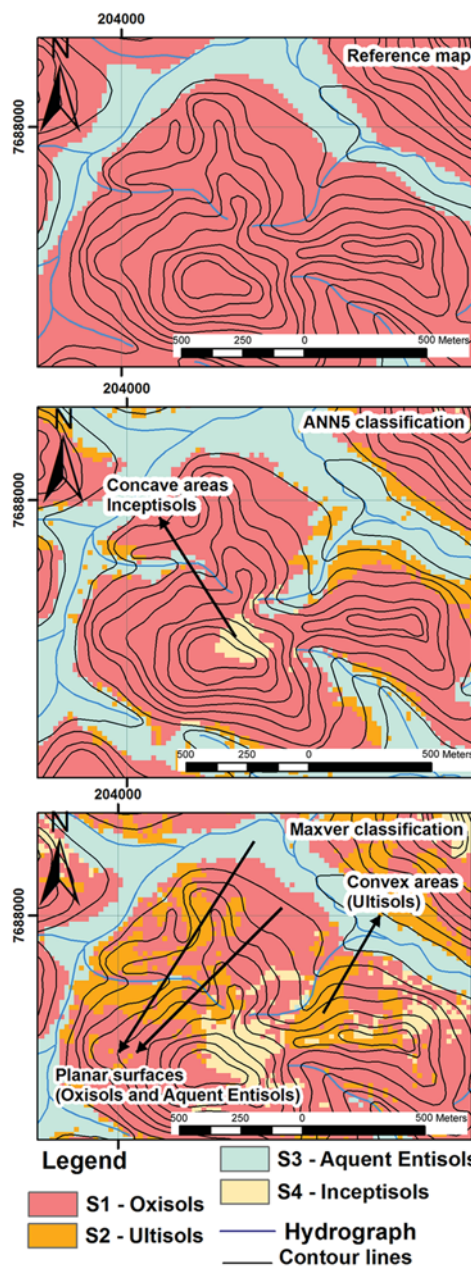 204000
N
Reference map
7688000
500 250 0 500 Meters
204000
N
ANN5 classification
Concave areas
Inceptisols
7688000
500 250 0 500 Meters
204000
N
Maxver classification
Convex areas
(Ultisols)
7688000
Planar surfaces
(Oxisols and Aquent Entisols)
500 250 0 500 Meters
Legend
S3 - Aquent Entisols
S1 - Oxisols
S4 - Inceptisols
S2 - Ultisols
Hydrograph
Contour lines